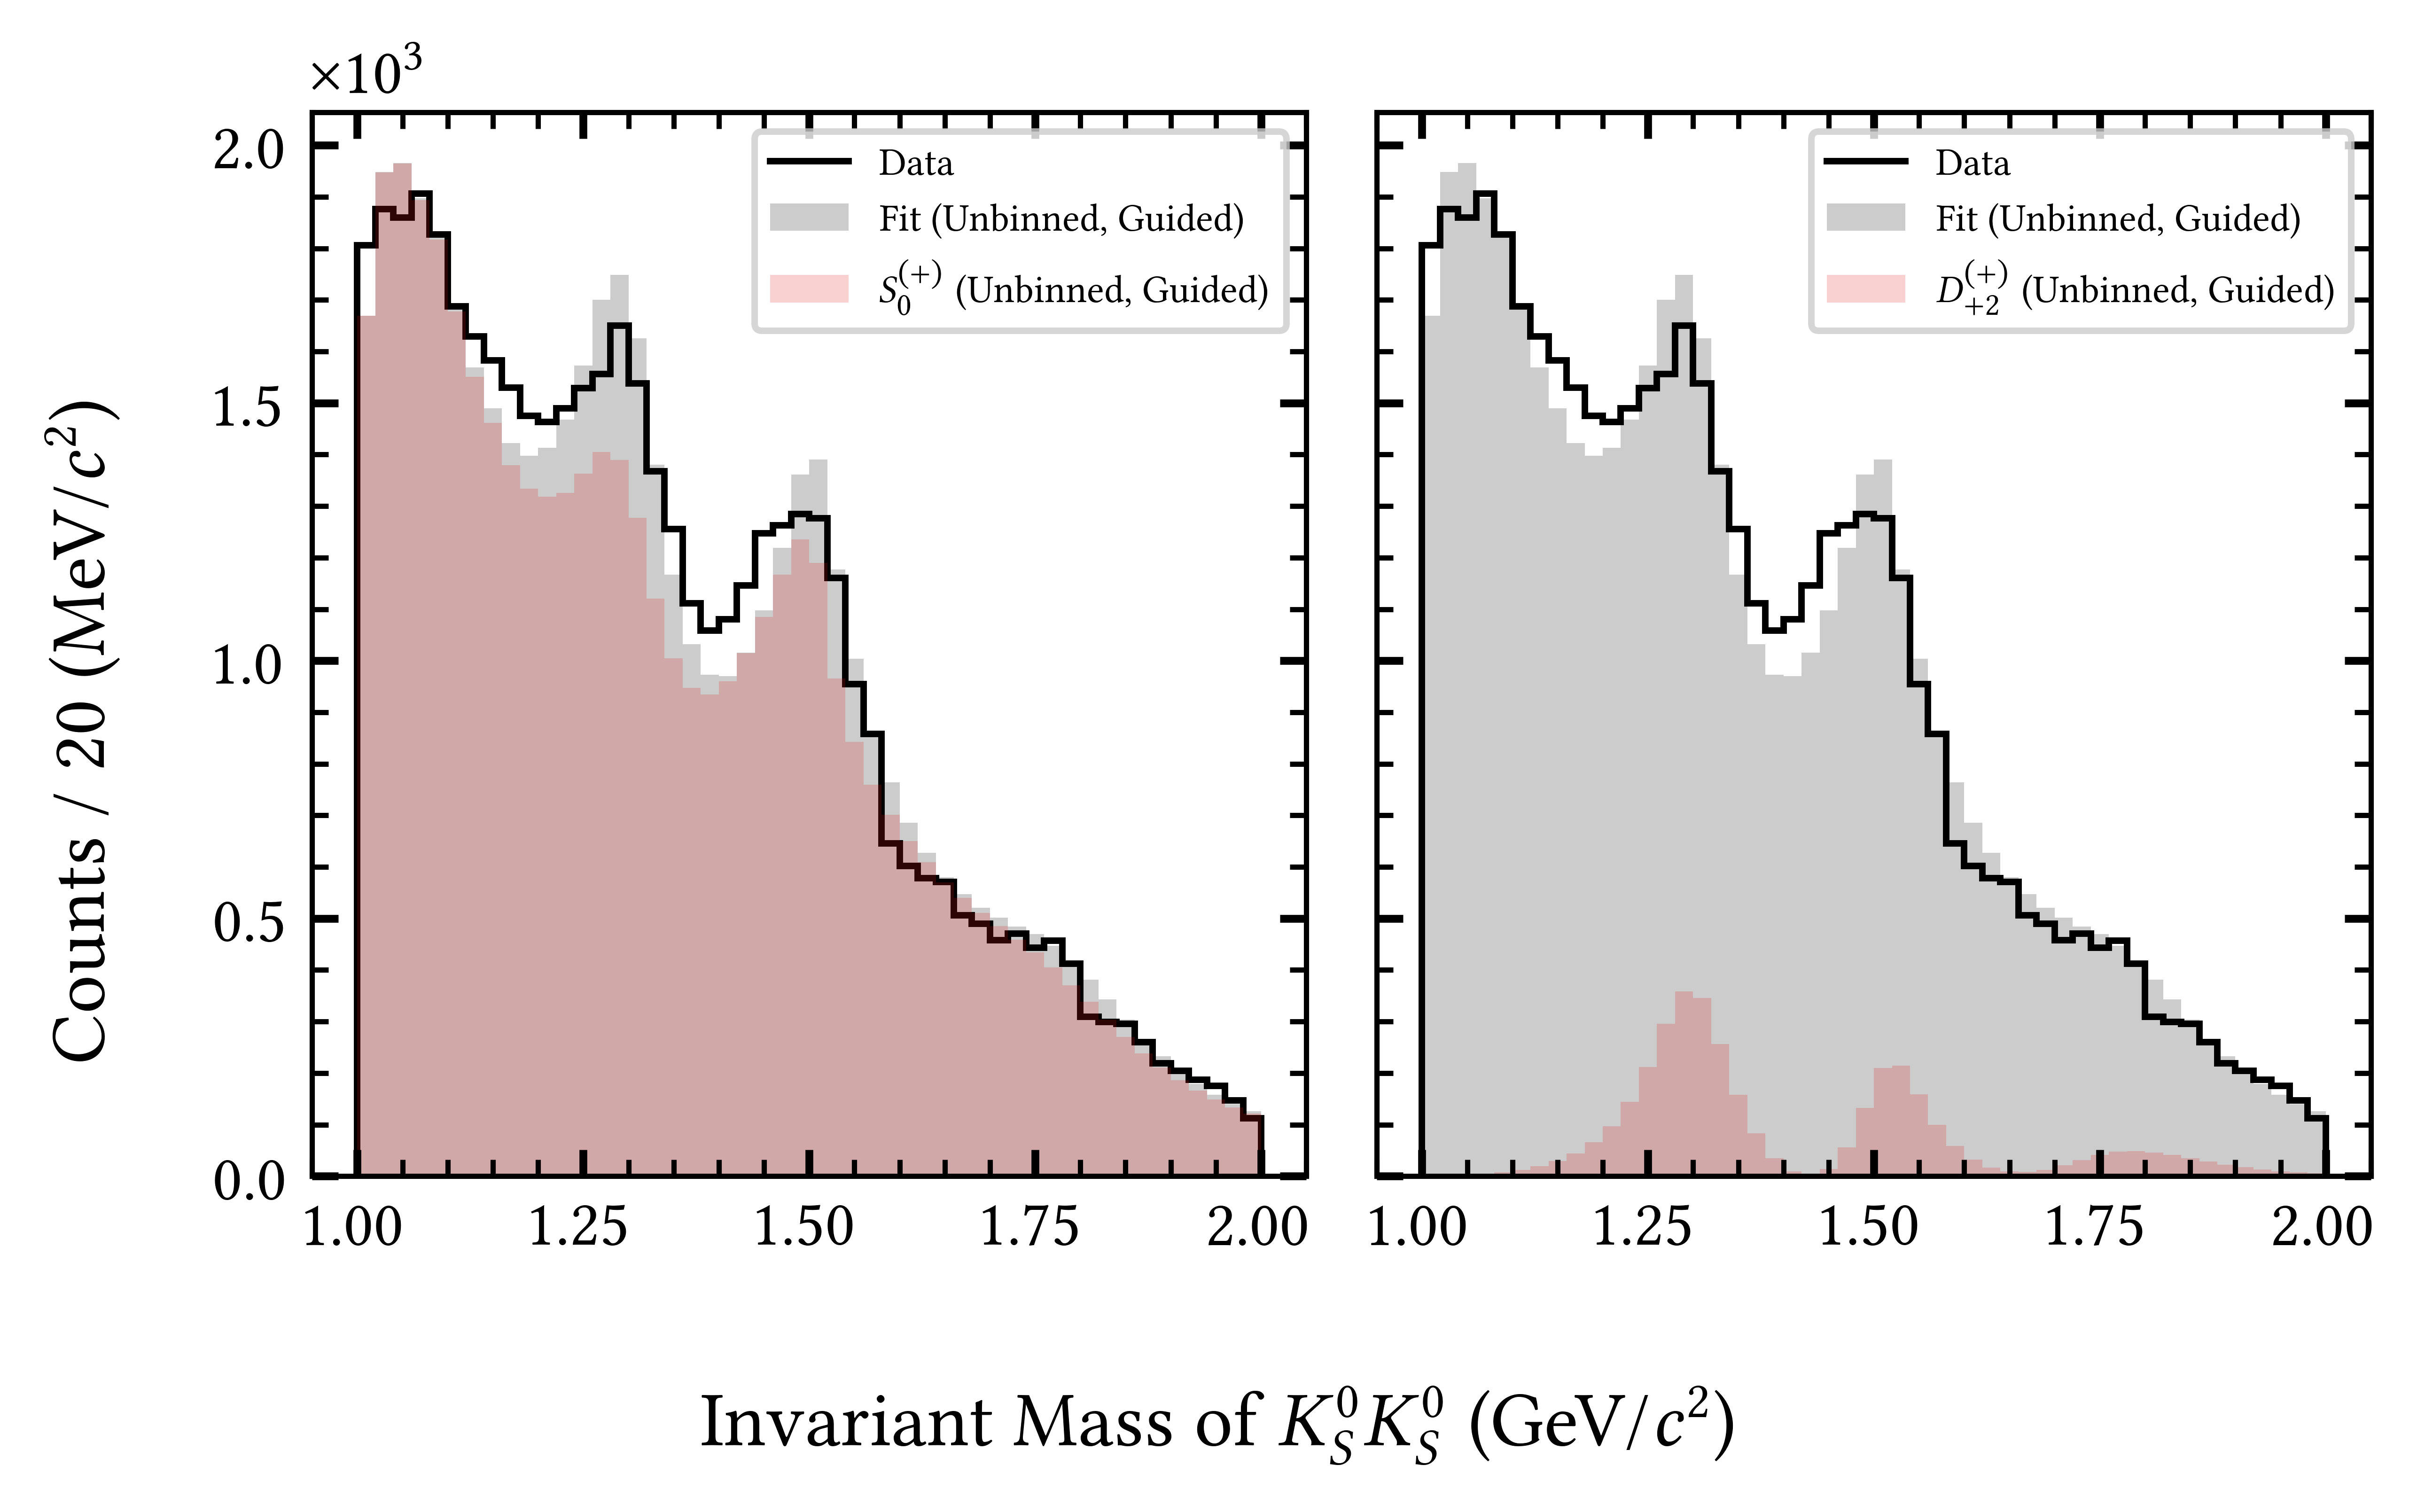 ×10³
2.0
1.5
1.0
0.5
0.0
Counts / 20 (MeV/c²)
Data
Fit (Unbinned, Guided)
S₀⁽⁺⁾ (Unbinned, Guided)
1.00 1.25 1.50 1.75 2.00
Data
Fit (Unbinned, Guided)
D₊₂⁽⁺⁾ (Unbinned, Guided)
1.00 1.25 1.50 1.75 2.00
Invariant Mass of K_S⁰K_S⁰ (GeV/c²)